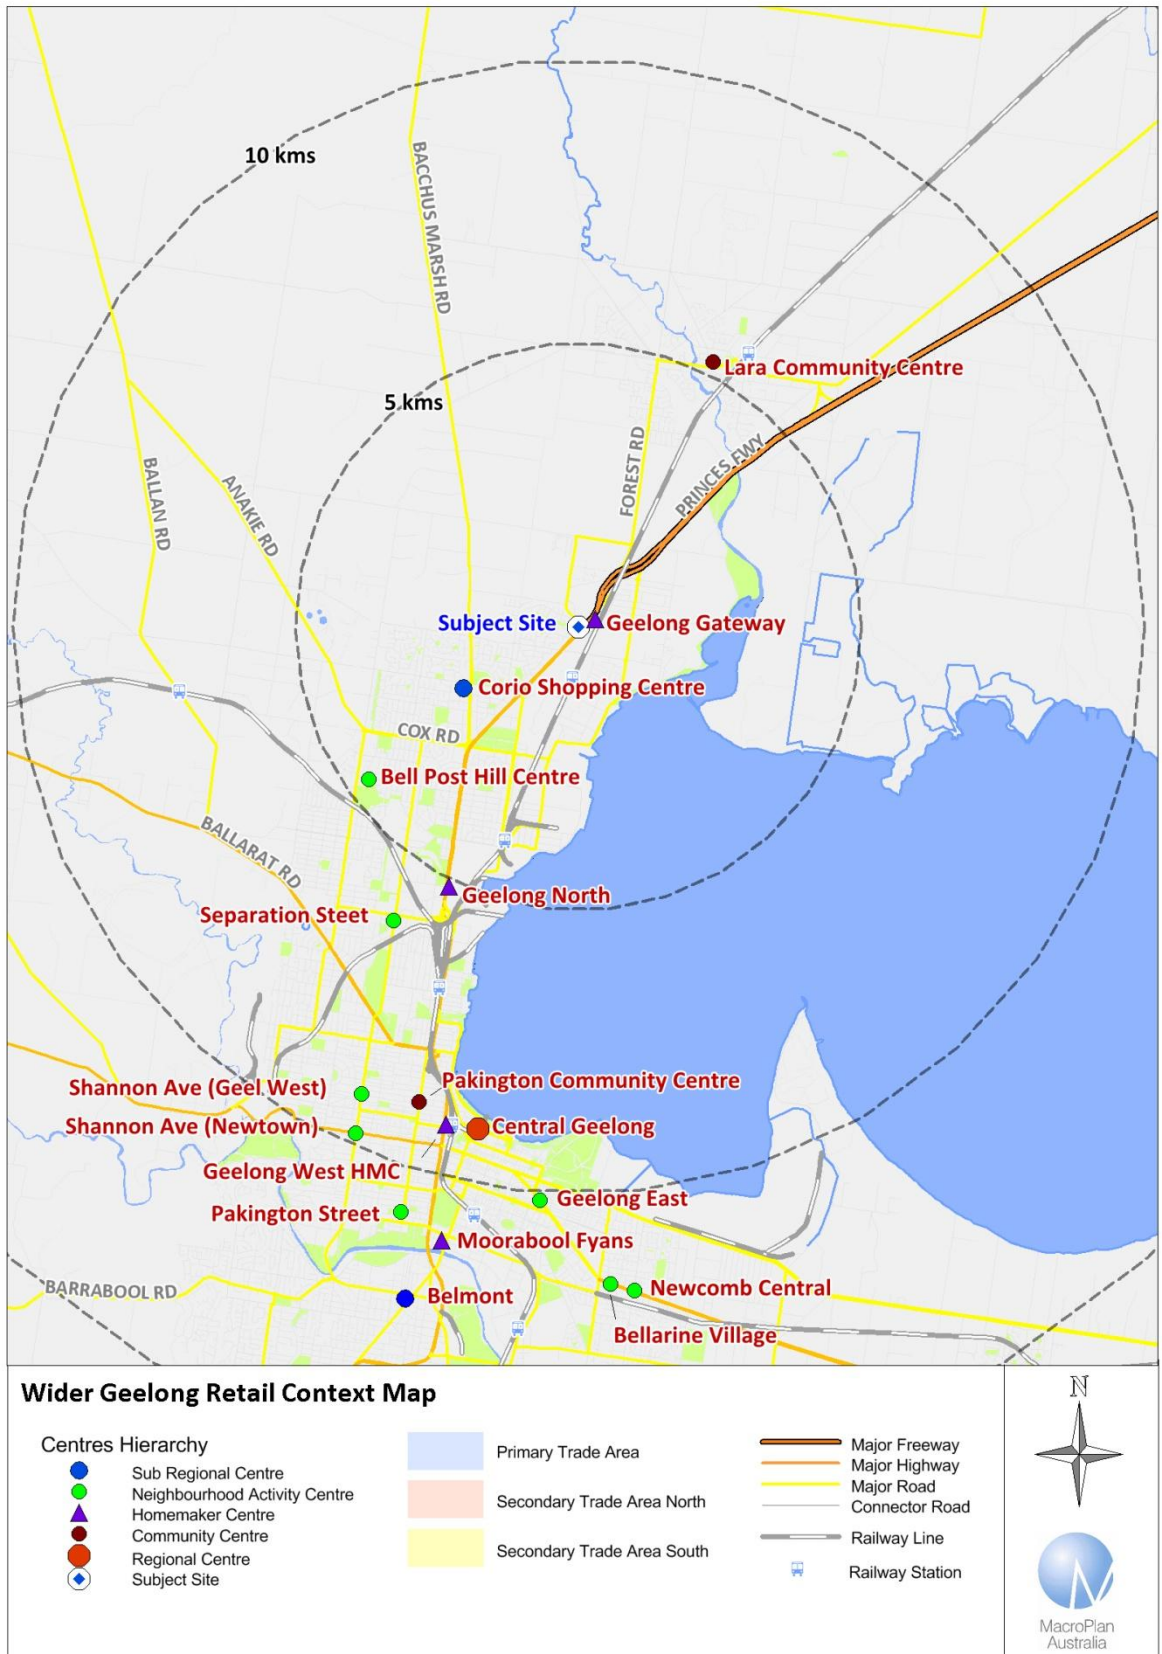 10 kms
BACCHUS MARSH RD
Lara Community Centre
5 kms
FOREST RD
PRINCES FWY
BALLAN RD
ANAKIE RD
Subject Site
Geelong Gateway
Corio Shopping Centre
COX RD
Bell Post Hill Centre
BALLARAT RD
Geelong North
Separation Steet
Pakington Community Centre
Shannon Ave (Geel West)
Shannon Ave (Newtown)
Central Geelong
Geelong West HMC
Geelong East
Pakington Street
Moorabool Fyans
BARRABOOL RD
Belmont
Newcomb Central
Bellarine Village
Wider Geelong Retail Context Map
Centres Hierarchy
Sub Regional Centre
Neighbourhood Activity Centre
Homemaker Centre
Community Centre
Regional Centre
Subject Site
Primary Trade Area
Secondary Trade Area North
Secondary Trade Area South
Major Freeway
Major Highway
Major Road
Connector Road
Railway Line
Railway Station
N
MacroPlan
Australia